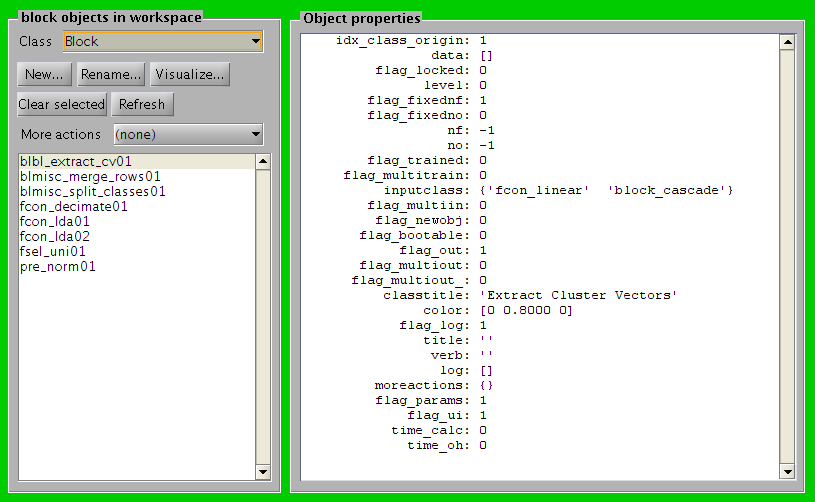 block objects in workspace
Class Block
New... Rename... Visualize...
Clear selected Refresh
More actions (none)
blbl_extract_cv01
blmisc_merge_rows01
blmisc_split_classes01
fcon_decimate01
fcon_lda01
fcon_lda02
fsel_uni01
pre_norm01
Object properties
idx_class_origin: 1
data: []
flag_locked: 0
level: 0
flag_fixednf: 1
flag_fixedno: 0
nf: -1
no: -1
flag_trained: 0
flag_multitrain: 0
inputclass: {'fcon_linear'  'block_cascade'}
flag_multiin: 0
flag_newobj: 0
flag_bootable: 0
flag_out: 1
flag_multiout: 0
flag_multiout_: 0
classtitle: 'Extract Cluster Vectors'
color: [0 0.8000 0]
flag_log: 1
title: ''
verb: ''
log: []
moreactions: {}
flag_params: 1
flag_ui: 1
time_calc: 0
time_oh: 0